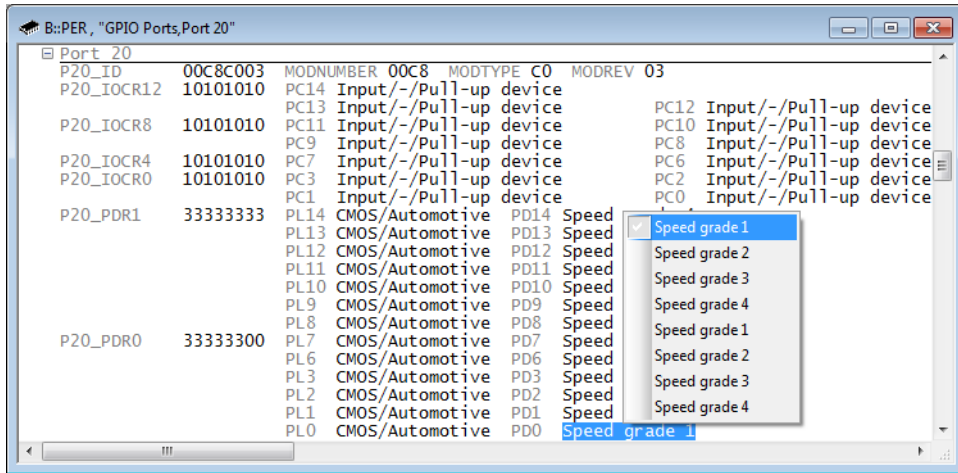 B::PER , "GPIO Ports,Port 20"
Port 20
P20_ID 00C8C003 MODNUMBER 00C8 MODTYPE C0 MODREV 03
P20_IOCR12 10101010 PC14 Input/-/Pull-up device
PC13 Input/-/Pull-up device PC12 Input/-/Pull-up device
P20_IOCR8 10101010 PC11 Input/-/Pull-up device PC10 Input/-/Pull-up device
PC9 Input/-/Pull-up device PC8 Input/-/Pull-up device
P20_IOCR4 10101010 PC7 Input/-/Pull-up device PC6 Input/-/Pull-up device
P20_IOCR0 10101010 PC3 Input/-/Pull-up device PC2 Input/-/Pull-up device
PC1 Input/-/Pull-up device PC0 Input/-/Pull-up device
P20_PDR1 33333333 PL14 CMOS/Automotive PD14 Speed
PL13 CMOS/Automotive PD13 Speed
PL12 CMOS/Automotive PD12 Speed
PL11 CMOS/Automotive PD11 Speed
PL10 CMOS/Automotive PD10 Speed
PL9 CMOS/Automotive PD9 Speed
PL8 CMOS/Automotive PD8 Speed
P20_PDR0 33333300 PL7 CMOS/Automotive PD7 Speed
PL6 CMOS/Automotive PD6 Speed
PL3 CMOS/Automotive PD3 Speed
PL2 CMOS/Automotive PD2 Speed
PL1 CMOS/Automotive PD1 Speed
PL0 CMOS/Automotive PD0 Speed grade 1
Speed grade 1
Speed grade 2
Speed grade 3
Speed grade 4
Speed grade 1
Speed grade 2
Speed grade 3
Speed grade 4